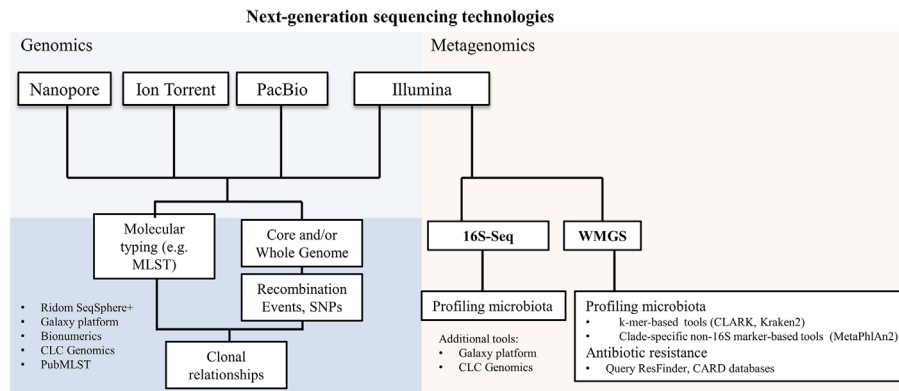 Next-generation sequencing technologies
Genomics
Metagenomics
Nanopore
Ion Torrent
PacBio
Illumina
Molecular
typing (e.g.
MLST)
Core and/or
Whole Genome
16S-Seq
WMGS
Recombination
Events, SNPs
Profiling microbiota
• Ridom SeqSphere+
• Galaxy platform
• Bionumerics
• CLC Genomics
• PubMLST
Clonal
relationships
Additional tools:
• Galaxy platform
• CLC Genomics
Profiling microbiota
• k-mer-based tools (CLARK, Kraken2)
• Clade-specific non-16S marker-based tools (MetaPhlAn2)
Antibiotic resistance
• Query ResFinder, CARD databases